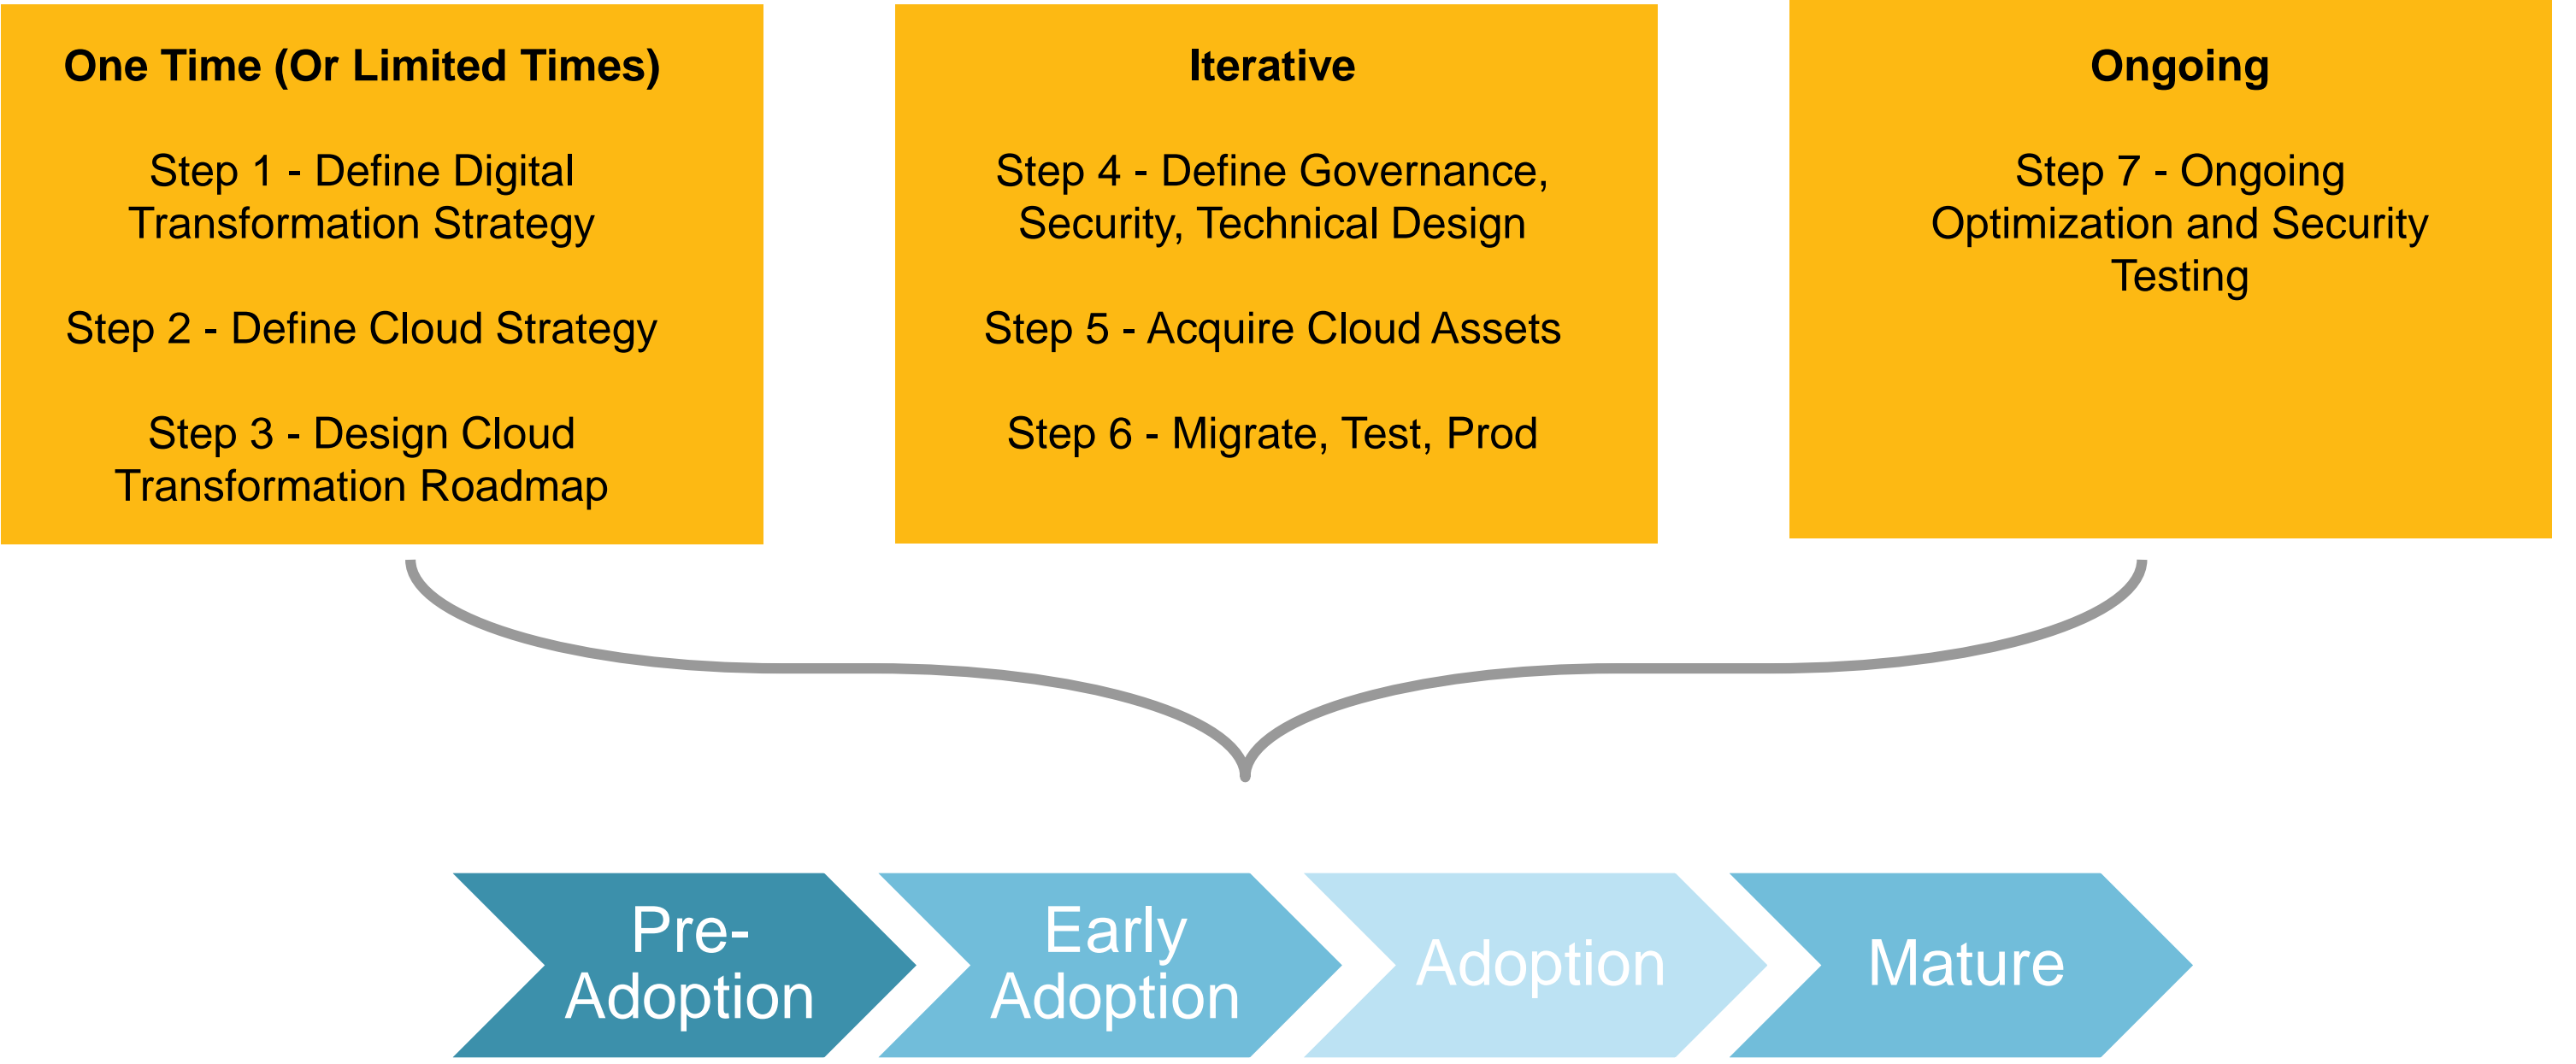 One Time (Or Limited Times)
Step 1 - Define Digital
Transformation Strategy
Step 2 - Define Cloud Strategy
Step 3 - Design Cloud
Transformation Roadmap
Iterative
Step 4 - Define Governance,
Security, Technical Design
Step 5 - Acquire Cloud Assets
Step 6 - Migrate, Test, Prod
Ongoing
Step 7 - Ongoing
Optimization and Security
Testing
Pre-
Adoption
Early
Adoption
Adoption
Mature